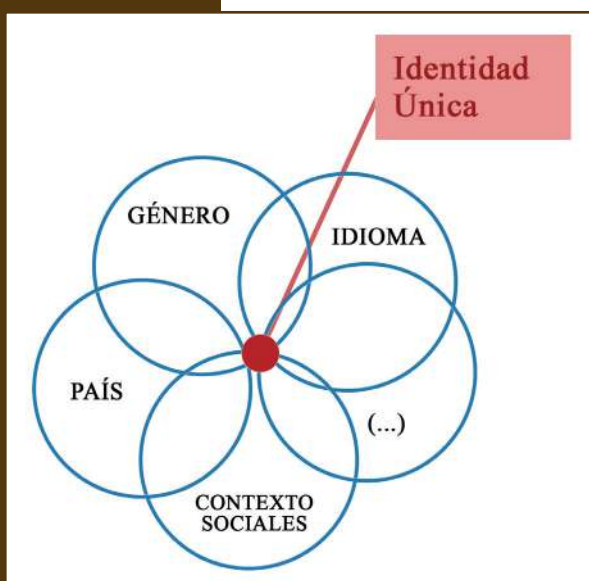 Identidad
Única
GÉNERO
IDIOMA
PAÍS
(...)
CONTEXTO
SOCIALES